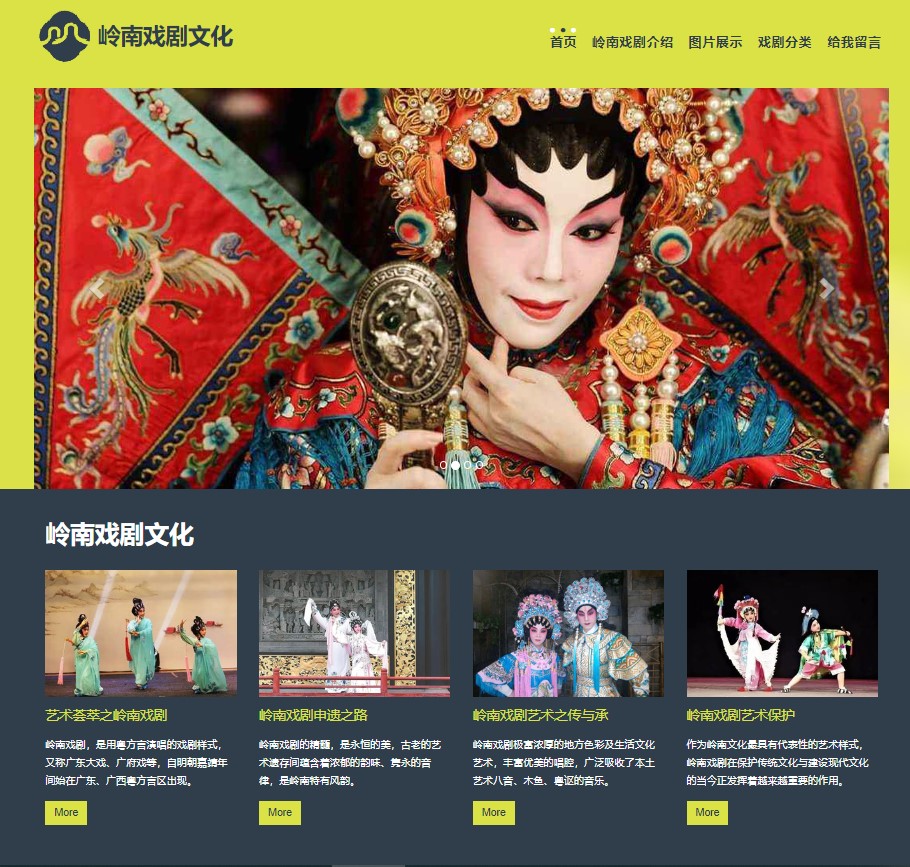 岭南戏剧文化
首页 岭南戏剧介绍 图片展示 戏剧分类 给我留言
岭南戏剧文化
艺术荟萃之岭南戏剧
岭南戏剧，是用粤方言演唱的戏剧样式，
又称广东大戏、广府戏等，自明朝嘉靖年
间始在广东、广西粤方言区出现。
More
岭南戏剧申遗之路
岭南戏剧的精髓，是永恒的美，古老的艺
术遗存间蕴含着浓郁的韵味、隽永的音
律，是岭南特有风韵。
More
岭南戏剧艺术之传与承
岭南戏剧极富浓厚的地方色彩及生活文化
艺术，丰富优美的唱腔，广泛吸收了本土
艺术八音、木鱼、粤讴的音乐。
More
岭南戏剧艺术保护
作为岭南文化最具有代表性的艺术样式，
岭南戏剧在保护传统文化与建设现代文化
的当今正发挥着越来越重要的作用。
More